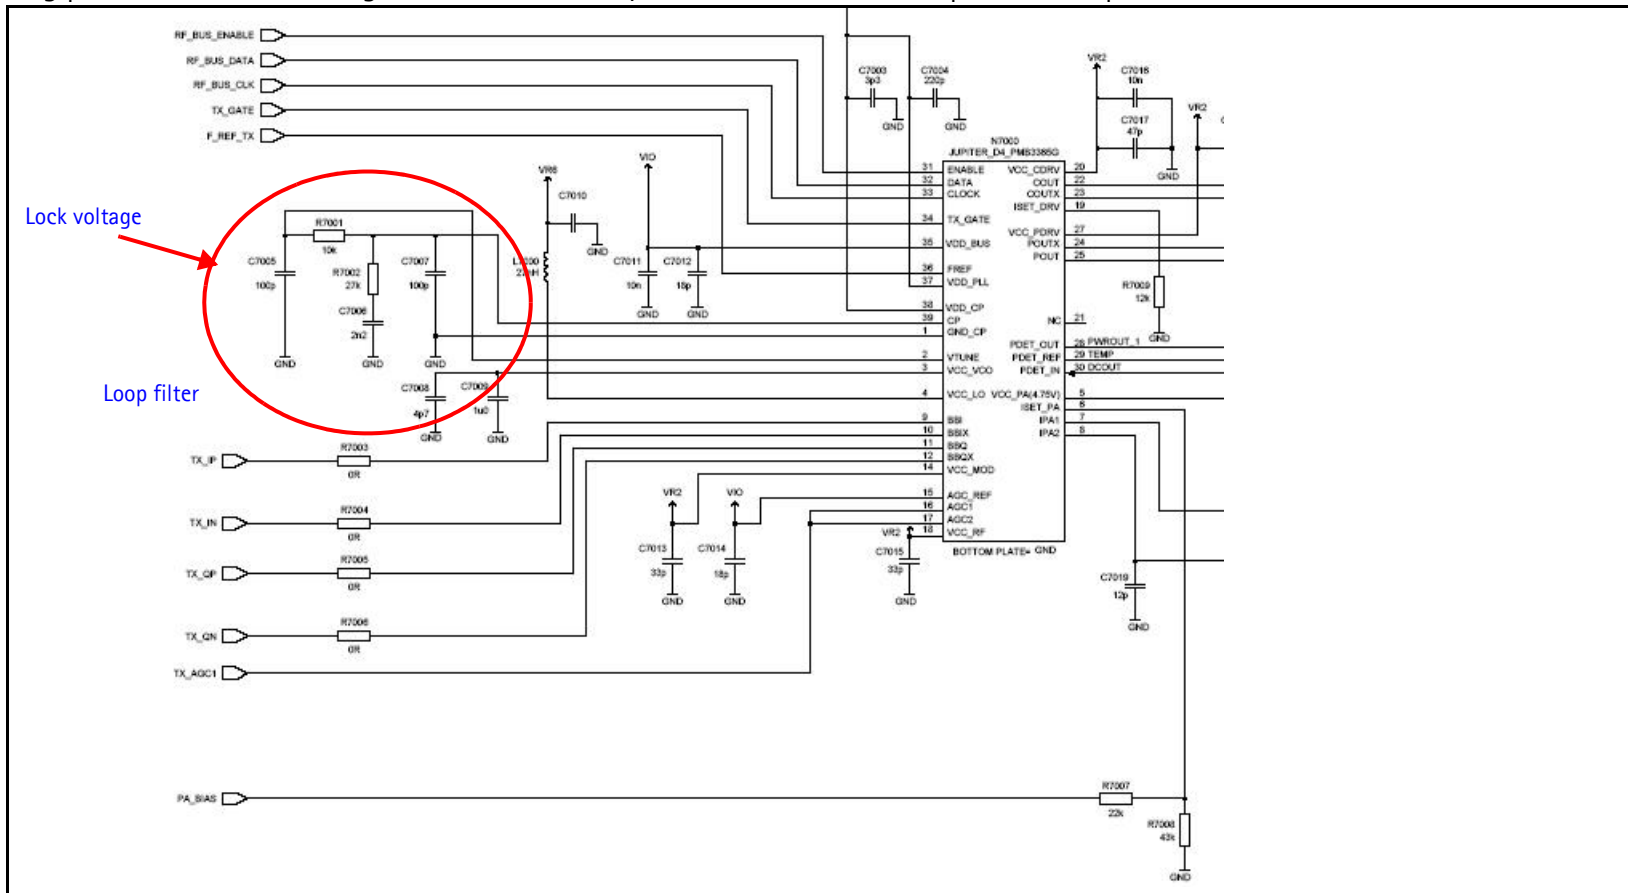 RF_BUS_ENABLE
RF_BUS_DATA
RF_BUS_CLK
TX_GATE
F_REF_TX
Lock voltage
Loop filter
R7001
10k
C7005
100p
R7002
27k
C7006
2n2
C7007
100p
GND
GND
GND
VR6
C7010
GND
L7000
VIO
C7011
10n
C7012
18p
GND
GND
C7008
4p7
C7009
1u0
GND
GND
C7003
3p3
C7004
220p
GND
GND
N7000
JUPITER_D4_PMB3365G
31 ENABLE
32 DATA
33 CLOCK
34 TX_GATE
35 VDD_BUS
36 FREF
37 VDD_PLL
38 VDD_CP
39 CP
1 GND_CP
2 VTUNE
3 VCC_VCO
4 VCC_LO
9 BBI
10 BBIX
11 BBQ
12 BBQX
14 VCC_MOD
15 AGC_REF
16 AGC1
17 AGC2
18 VCC_RF
VCC_CDRV 20
COUT 22
COUTX 23
ISET_DRV 19
VCC_PDRV 27
POUTX 24
POUT 25
NC 21
PDET_OUT 28 PWROUT_1
PDET_REF 29 TEMP
PDET_IN 30 DCOUT
VCC_PA(4.75V) 5
ISET_PA 6
IPA1 7
IPA2 8
BOTTOM PLATE= GND
VR2
C7016
10n
C7017
47p
GND
VR2
R7009
12k
GND
TX_IP
R7003
0R
TX_IN
R7004
0R
TX_QP
R7005
0R
TX_QN
R7006
0R
TX_AGC1
VR2
C7013
33p
GND
VIO
C7014
18p
GND
VR2
C7015
33p
GND
C7019
12p
GND
PA_BIAS
R7007
22k
R7008
43k
GND